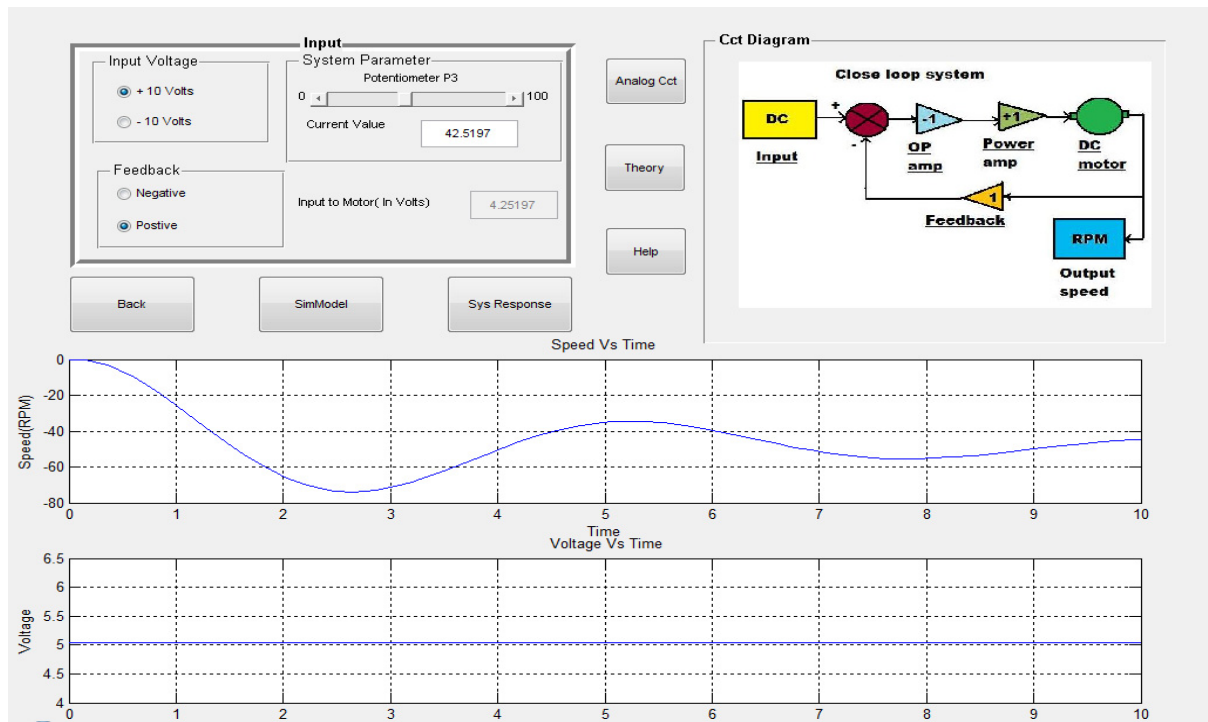 Input
Input Voltage
+ 10 Volts
- 10 Volts
System Parameter
Potentiometer P3
0
100
Current Value
42.5197
Feedback
Negative
Postive
Input to Motor( In Volts)
4.25197
Analog Cct
Theory
Help
Back
SimModel
Sys Response
Cct Diagram
Close loop system
DC
Input
+
-
-1
OP
amp
+1
Power
amp
DC
motor
1
Feedback
RPM
Output
speed
Speed Vs Time
Speed(RPM)
0
-20
-40
-60
-80
0 1 2 3 4 5 6 7 8 9 10
Time
Voltage Vs Time
Voltage
6.5
6
5.5
5
4.5
4
0 1 2 3 4 5 6 7 8 9 10